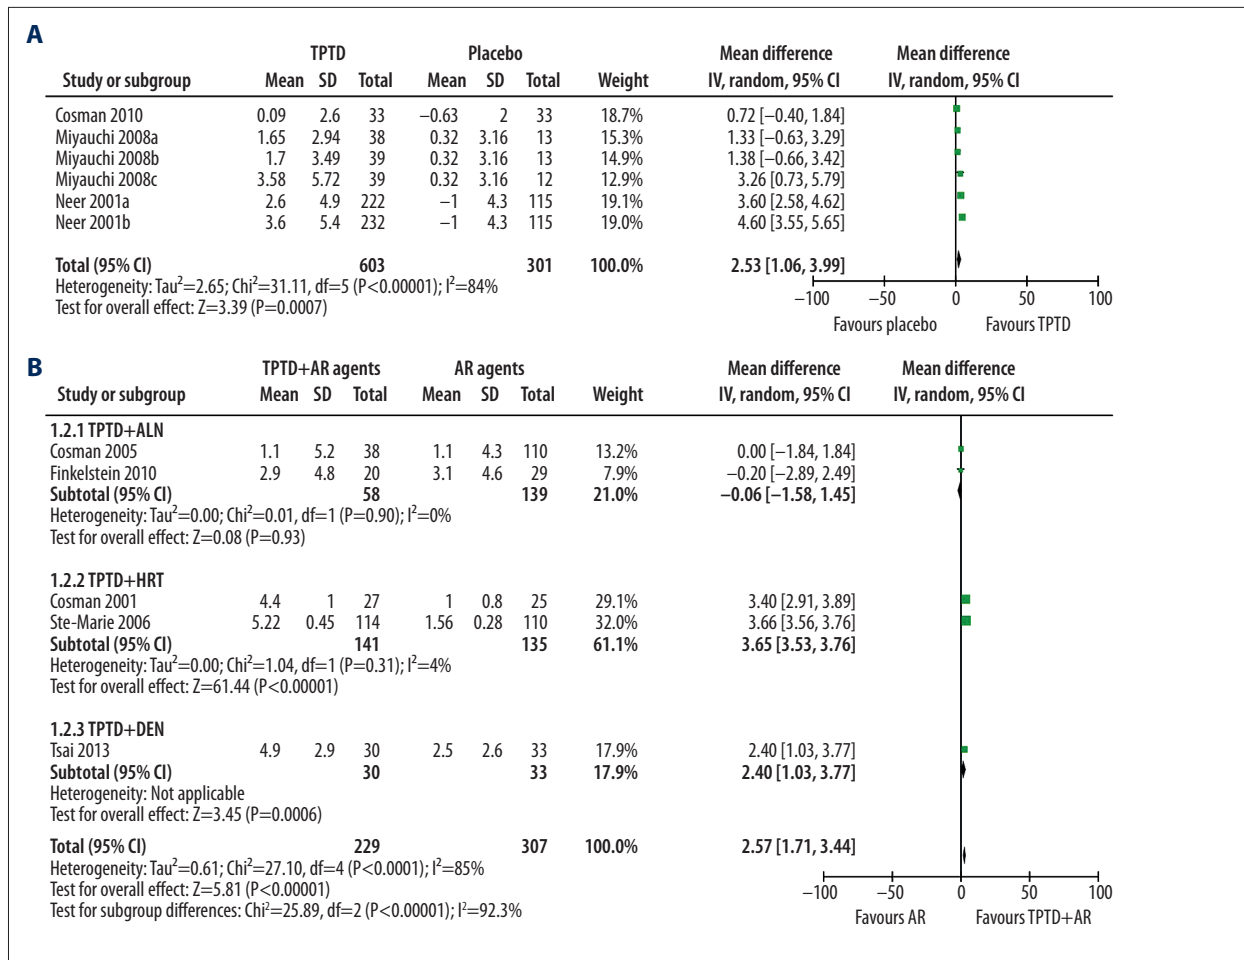 A
TPTD Placebo Mean difference Mean difference
Study or subgroup Mean SD Total Mean SD Total Weight IV, random, 95% CI IV, random, 95% CI
Cosman 2010 0.09 2.6 33 −0.63 2 33 18.7% 0.72 [−0.40, 1.84]
Miyauchi 2008a 1.65 2.94 38 0.32 3.16 13 15.3% 1.33 [−0.63, 3.29]
Miyauchi 2008b 1.7 3.49 39 0.32 3.16 13 14.9% 1.38 [−0.66, 3.42]
Miyauchi 2008c 3.58 5.72 39 0.32 3.16 12 12.9% 3.26 [0.73, 5.79]
Neer 2001a 2.6 4.9 222 −1 4.3 115 19.1% 3.60 [2.58, 4.62]
Neer 2001b 3.6 5.4 232 −1 4.3 115 19.0% 4.60 [3.55, 5.65]
Total (95% CI) 603 301 100.0% 2.53 [1.06, 3.99]
Heterogeneity: Tau²=2.65; Chi²=31.11, df=5 (P<0.00001); I²=84%
Test for overall effect: Z=3.39 (P=0.0007)
−100 −50 0 50 100
Favours placebo Favours TPTD
B
TPTD+AR agents AR agents Mean difference Mean difference
Study or subgroup Mean SD Total Mean SD Total Weight IV, random, 95% CI IV, random, 95% CI
1.2.1 TPTD+ALN
Cosman 2005 1.1 5.2 38 1.1 4.3 110 13.2% 0.00 [−1.84, 1.84]
Finkelstein 2010 2.9 4.8 20 3.1 4.6 29 7.9% −0.20 [−2.89, 2.49]
Subtotal (95% CI) 58 139 21.0% −0.06 [−1.58, 1.45]
Heterogeneity: Tau²=0.00; Chi²=0.01, df=1 (P=0.90); I²=0%
Test for overall effect: Z=0.08 (P=0.93)
1.2.2 TPTD+HRT
Cosman 2001 4.4 1 27 1 0.8 25 29.1% 3.40 [2.91, 3.89]
Ste-Marie 2006 5.22 0.45 114 1.56 0.28 110 32.0% 3.66 [3.56, 3.76]
Subtotal (95% CI) 141 135 61.1% 3.65 [3.53, 3.76]
Heterogeneity: Tau²=0.00; Chi²=1.04, df=1 (P=0.31); I²=4%
Test for overall effect: Z=61.44 (P<0.00001)
1.2.3 TPTD+DEN
Tsai 2013 4.9 2.9 30 2.5 2.6 33 17.9% 2.40 [1.03, 3.77]
Subtotal (95% CI) 30 33 17.9% 2.40 [1.03, 3.77]
Heterogeneity: Not applicable
Test for overall effect: Z=3.45 (P=0.0006)
Total (95% CI) 229 307 100.0% 2.57 [1.71, 3.44]
Heterogeneity: Tau²=0.61; Chi²=27.10, df=4 (P<0.0001); I²=85%
Test for overall effect: Z=5.81 (P<0.00001)
Test for subgroup differences: Chi²=25.89, df=2 (P<0.00001); I²=92.3%
−100 −50 0 50 100
Favours AR Favours TPTD+AR